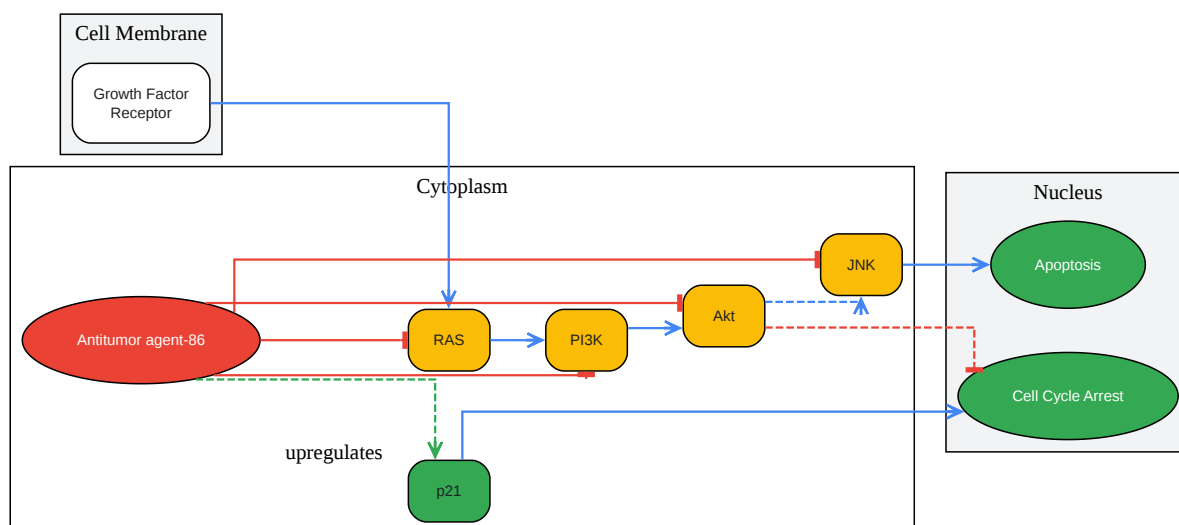 Cell Membrane
Growth Factor
Receptor
Cytoplasm
Nucleus
JNK
Apoptosis
Akt
Antitumor agent-86
RAS
PI3K
Cell Cycle Arrest
upregulates
p21